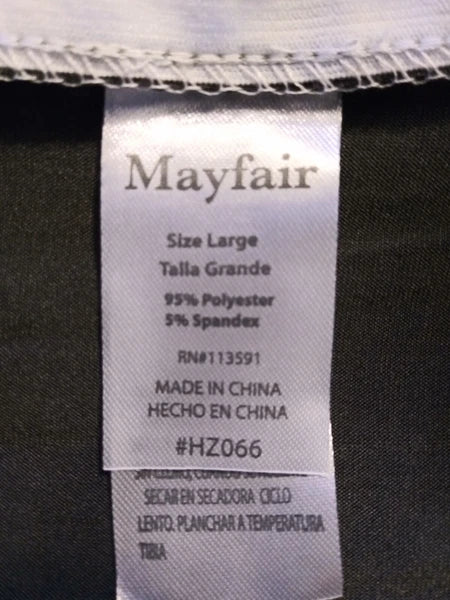 Mayfair
Size Large
Talla Grande
95% Polyester
5% Spandex
RN#113591
MADE IN CHINA
HECHO EN CHINA
#HZ066
SECAR EN SECADORA CICLO
LENTO. PLANCHAR A TEMPERATURA
TIBIA